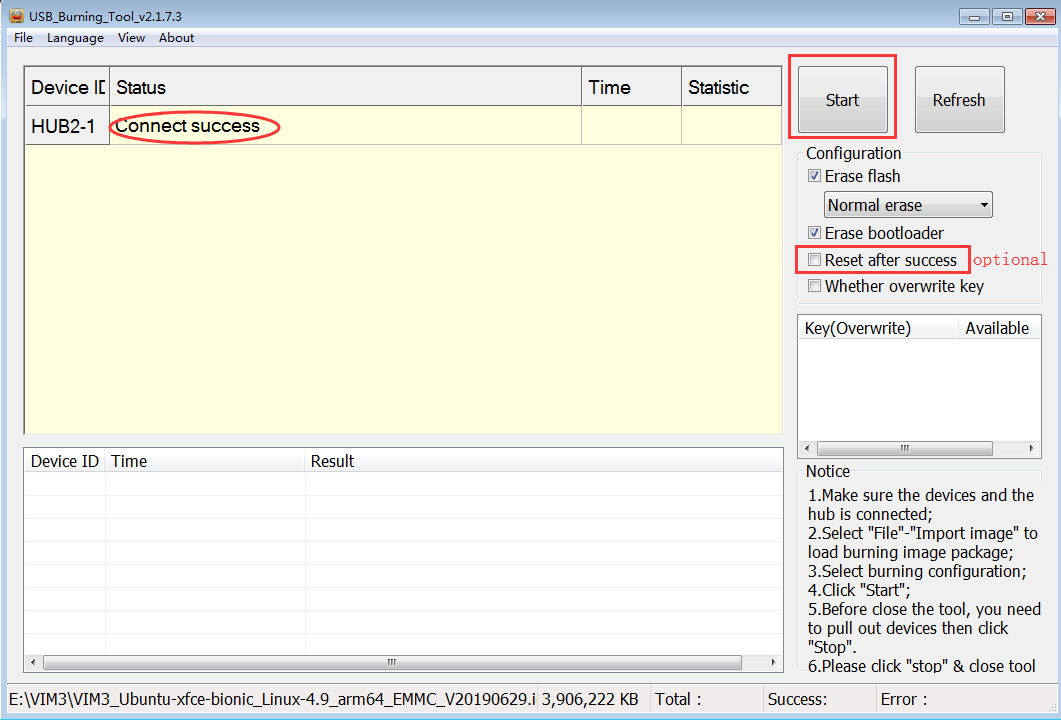 USB_Burning_Tool_v2.1.7.3
File Language View About
Device ID Status Time Statistic
HUB2-1 Connect success
Start Refresh
Configuration
Erase flash
Normal erase
Erase bootloader
Reset after success optional
Whether overwrite key
Key(Overwrite) Available
Device ID Time Result
Notice
1.Make sure the devices and the
hub is connected;
2.Select "File"-"Import image" to
load burning image package;
3.Select burning configuration;
4.Click "Start";
5.Before close the tool, you need
to pull out devices then click
"Stop".
6.Please click "stop" & close tool
E:\VIM3\VIM3_Ubuntu-xfce-bionic_Linux-4.9_arm64_EMMC_V20190629.i 3,906,222 KB Total : Success: Error :